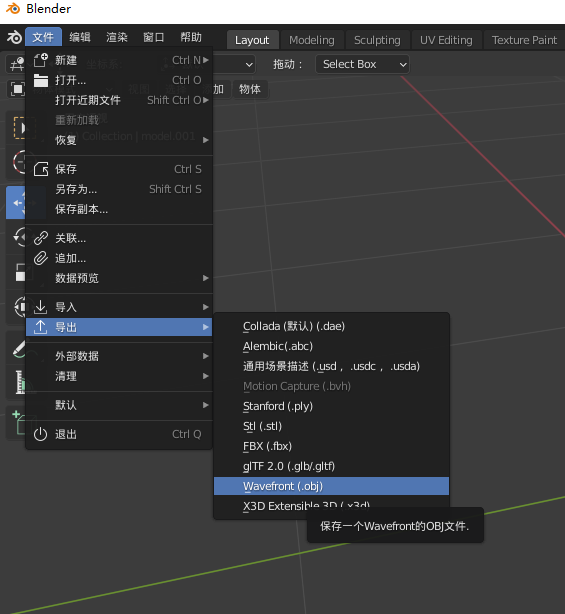 Blender
文件 编辑 渲染 窗口 帮助 Layout Modeling Sculpting UV Editing Texture Paint
新建 Ctrl N
拖动： Select Box
打开... Ctrl O
加 物体
打开近期文件 Shift Ctrl O
重新加载
Collection | model.001
恢复
保存 Ctrl S
另存为... Shift Ctrl S
保存副本...
关联...
追加...
数据预览
导入
导出
外部数据
清理
默认
退出 Ctrl Q
Collada (默认) (.dae)
Alembic(.abc)
通用场景描述 (.usd， .usdc， .usda)
Motion Capture (.bvh)
Stanford (.ply)
Stl (.stl)
FBX (.fbx)
glTF 2.0 (.glb/.gltf)
Wavefront (.obj)
X3D Extensible 3D (.x3d)
保存一个Wavefront的OBJ文件.